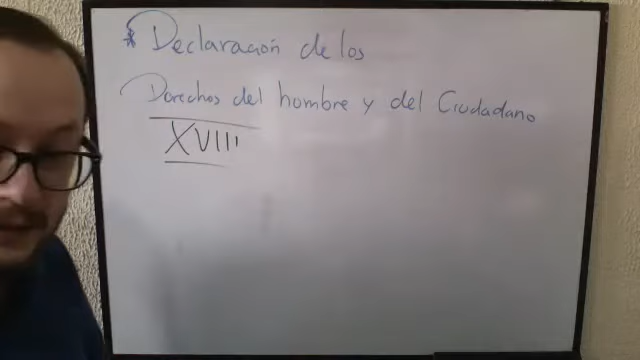 * Declaración de los
Derechos del hombre y del Ciudadano
XVIII